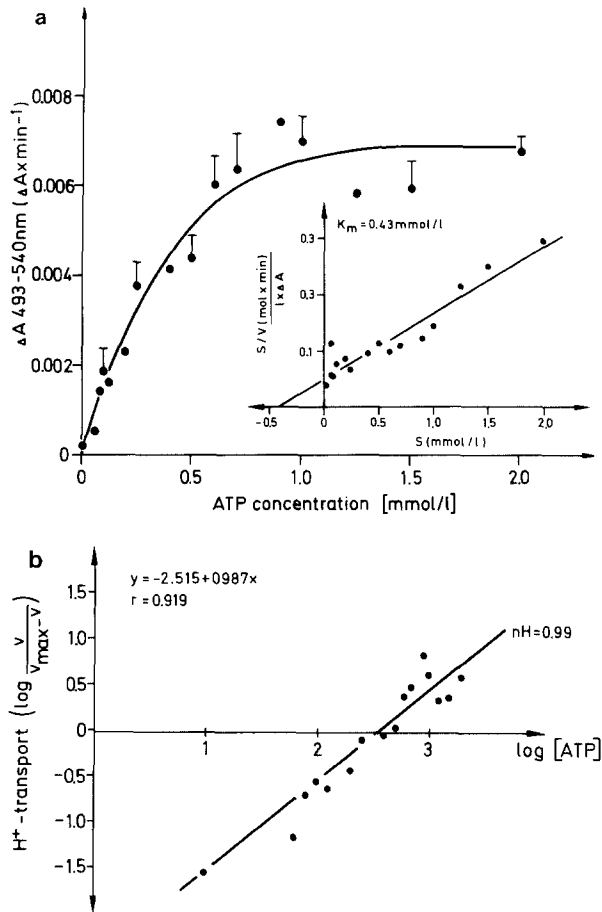 a
ΔA 493-540nm (ΔA×min⁻¹)
0.008
0.006
0.004
0.002
0
0
0.5
1.0
1.5
2.0
ATP concentration [mmol/l]
Km = 0.43mmol/l
S/V (mol x min)
l x ΔA
0.3
0.3
0.1
-0.5
0
0.5
1.0
1.5
2.0
S (mmol/l)
b
y = -2.515+0987x
r = 0.919
nH=0.99
H⁺-transport (log v/vmax-v)
1.5
1.0
0.5
0
-0.5
-1.0
-1.5
1
2
3
log [ATP]